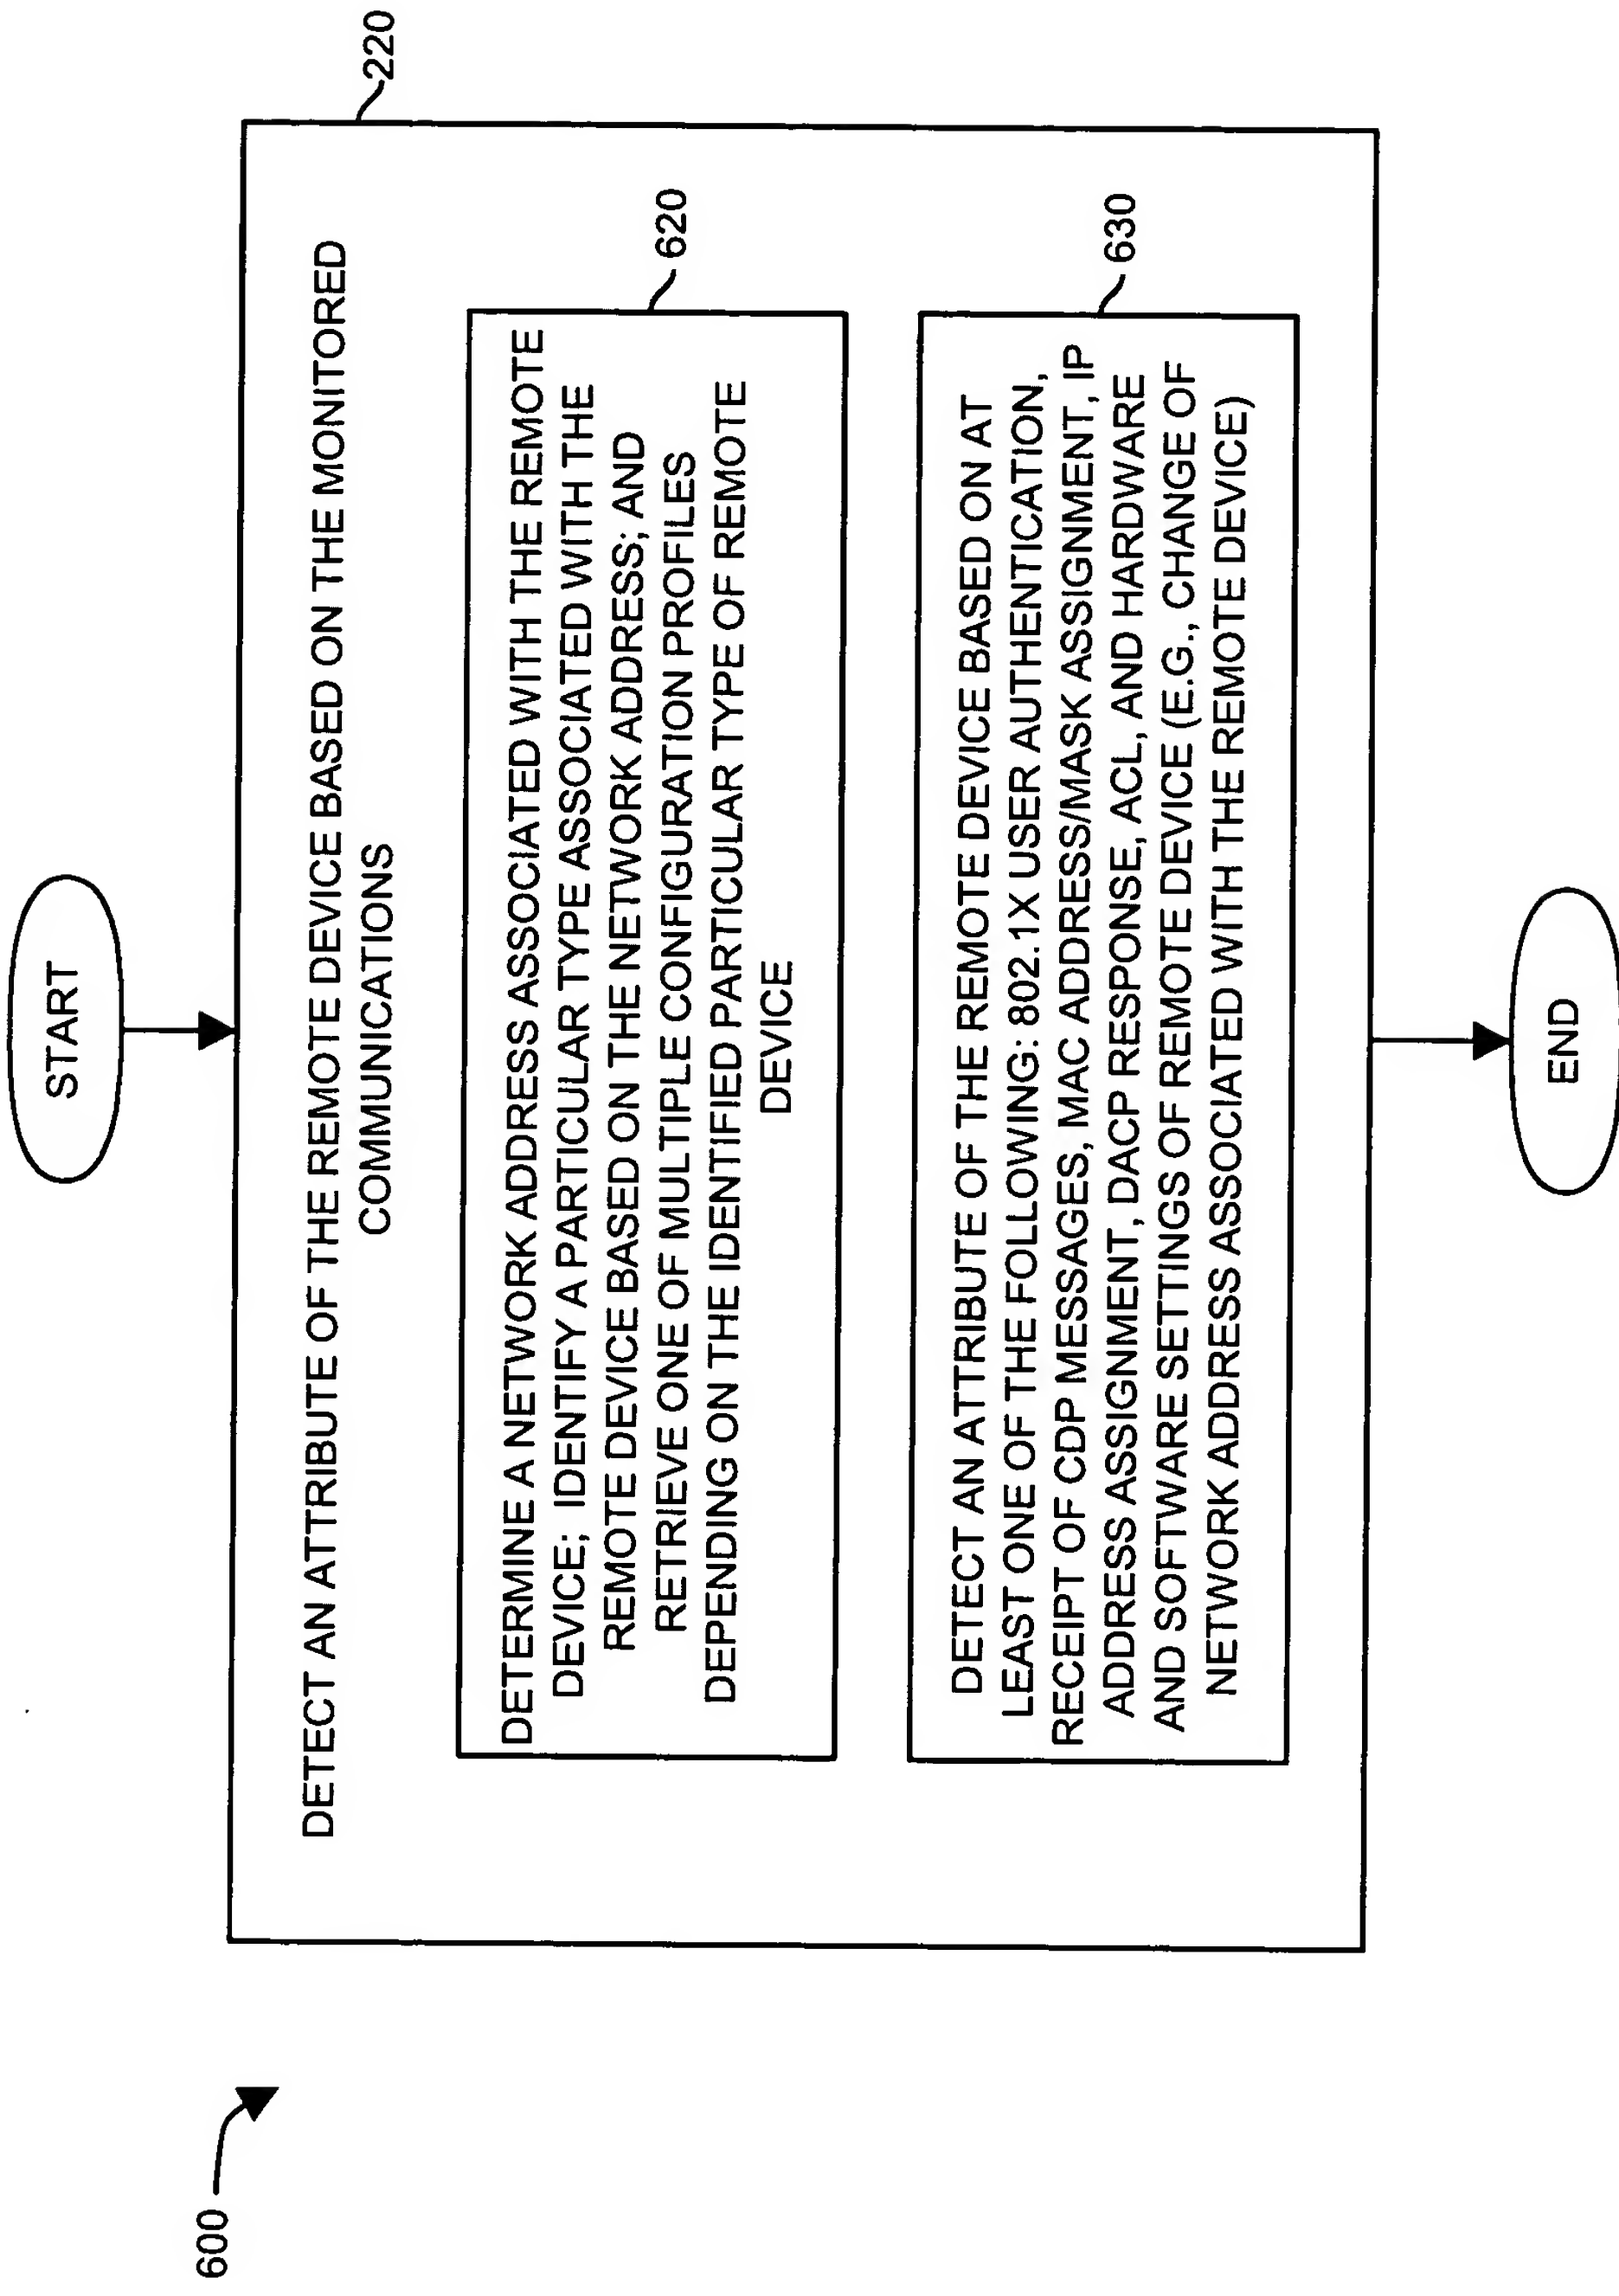 600
START
220
DETECT AN ATTRIBUTE OF THE REMOTE DEVICE BASED ON THE MONITORED
COMMUNICATIONS
620
DETERMINE A NETWORK ADDRESS ASSOCIATED WITH THE REMOTE
DEVICE; IDENTIFY A PARTICULAR TYPE ASSOCIATED WITH THE
REMOTE DEVICE BASED ON THE NETWORK ADDRESS; AND
RETRIEVE ONE OF MULTIPLE CONFIGURATION PROFILES
DEPENDING ON THE IDENTIFIED PARTICULAR TYPE OF REMOTE
DEVICE
630
DETECT AN ATTRIBUTE OF THE REMOTE DEVICE BASED ON AT
LEAST ONE OF THE FOLLOWING: 802.1X USER AUTHENTICATION,
RECEIPT OF CDP MESSAGES, MAC ADDRESS/MASK ASSIGNMENT, IP
ADDRESS ASSIGNMENT, DACP RESPONSE, ACL, AND HARDWARE
AND SOFTWARE SETTINGS OF REMOTE DEVICE (E.G., CHANGE OF
NETWORK ADDRESS ASSOCIATED WITH THE REMOTE DEVICE)
END